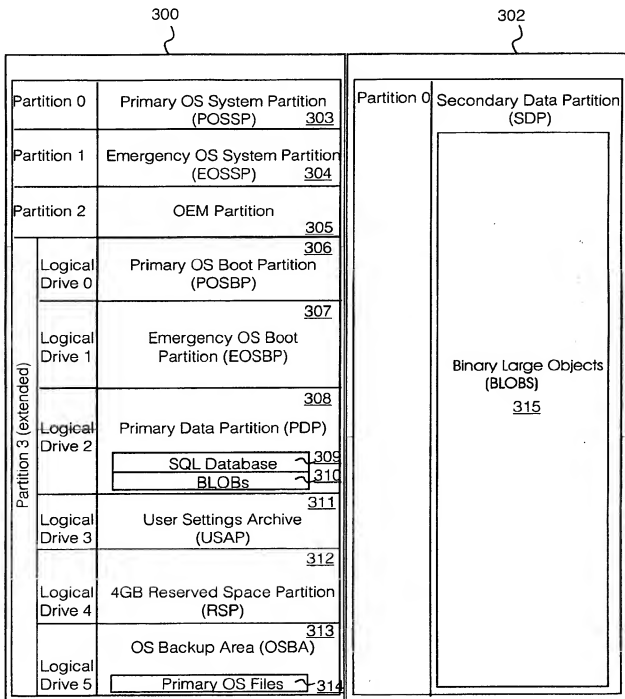 300
302
Partition 0
Primary OS System Partition
(POSSP)
303
Partition 1
Emergency OS System Partition
(EOSSP)
304
Partition 2
OEM Partition
305
Partition 3 (extended)
306
Logical
Drive 0
Primary OS Boot Partition
(POSBP)
307
Logical
Drive 1
Emergency OS Boot
Partition (EOSBP)
308
Logical
Drive 2
Primary Data Partition (PDP)
SQL Database
309
BLOBs
310
311
Logical
Drive 3
User Settings Archive
(USAP)
312
Logical
Drive 4
4GB Reserved Space Partition
(RSP)
313
OS Backup Area (OSBA)
Logical
Drive 5
Primary OS Files
314
Partition 0
Secondary Data Partition
(SDP)
Binary Large Objects
(BLOBS)
315